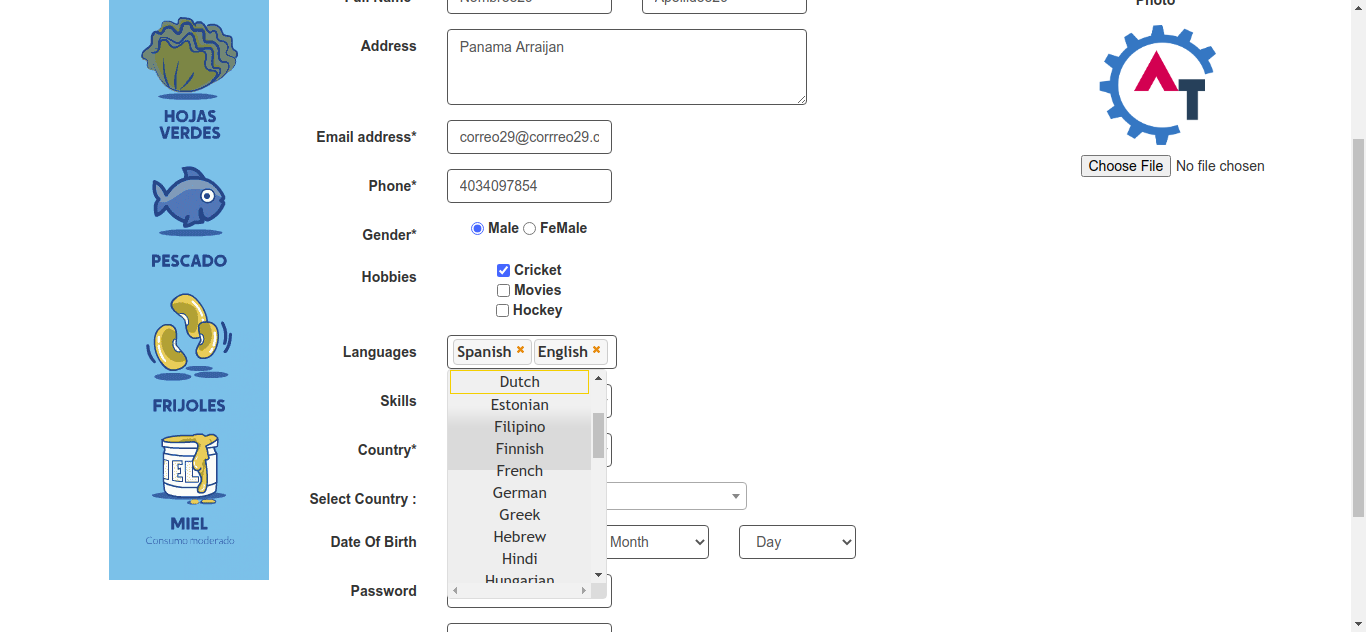 HOJAS
VERDES
PESCADO
FRIJOLES
MIEL
MIEL
Consumo moderado
Full Name
Photo
Address
Panama Arraijan
AT
Choose File No file chosen
Email address*
correo29@corrreo29.c
Phone*
4034097854
Gender*
Male FeMale
Hobbies
Cricket
Movies
Hockey
Languages
Spanish English
Dutch
Estonian
Filipino
Finnish
French
German
Greek
Hebrew
Hindi
Hungarian
Skills
Country*
Select Country :
Date Of Birth
Month Day
Password